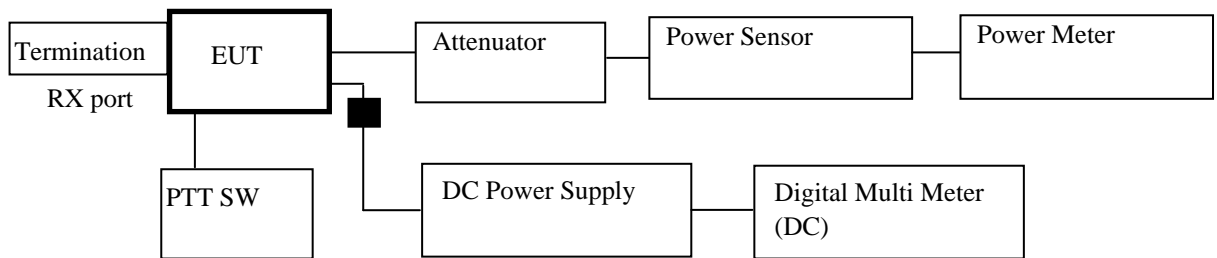 Termination
EUT
Attenuator
Power Sensor
Power Meter
RX port
PTT SW
DC Power Supply
Digital Multi Meter
(DC)